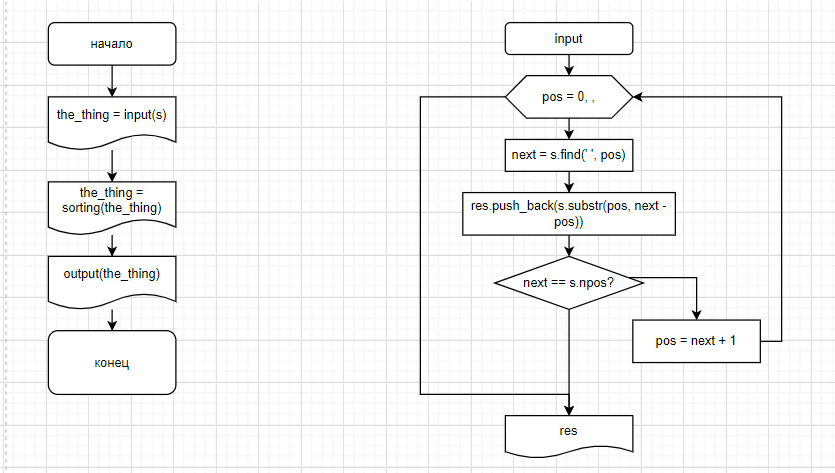 начало
the_thing = input(s)
the_thing =
sorting(the_thing)
output(the_thing)
конец
input
pos = 0, ,
next = s.find(' ', pos)
res.push_back(s.substr(pos, next -
pos))
next == s.npos?
pos = next + 1
res